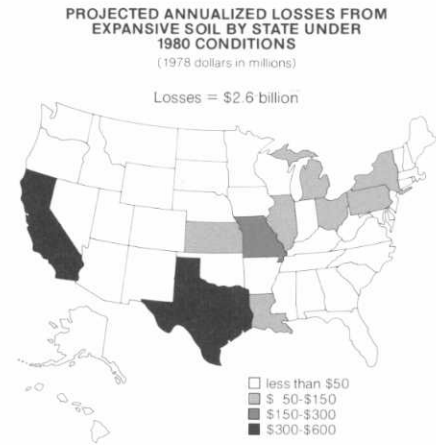 PROJECTED ANNUALIZED LOSSES FROM
EXPANSIVE SOIL BY STATE UNDER
1980 CONDITIONS
(1978 dollars in millions)
Losses = $2.6 billion
less than $50
$ 50-$150
$150-$300
$300-$600